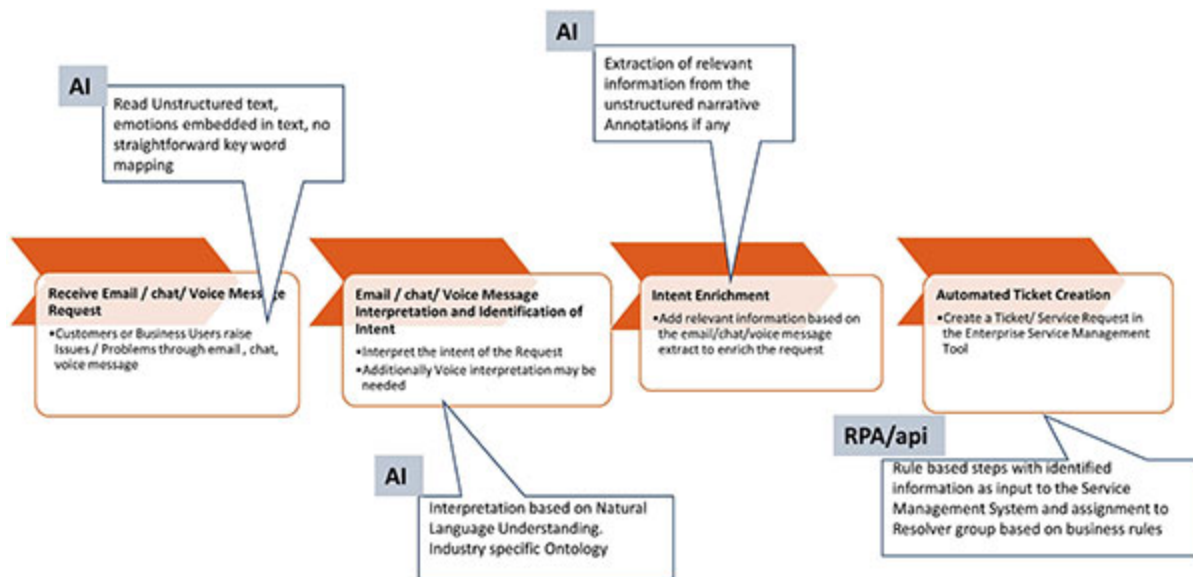 AI
Read Unstructured text,
emotions embedded in text, no
straightforward key word
mapping
AI
Extraction of relevant
information from the
unstructured narrative
Annotations if any
Receive Email / chat/ Voice Message
Request
•Customers or Business Users raise
Issues / Problems through email , chat,
voice message
Email / chat/ Voice Message
Interpretation and Identification of
Intent
•Interpret the intent of the Request
•Additionally Voice interpretation may be
needed
Intent Enrichment
•Add relevant information based on
the email/chat/voice message
extract to enrich the request
Automated Ticket Creation
•Create a Ticket/ Service Request in
the Enterprise Service Management
Tool
AI
Interpretation based on Natural
Language Understanding.
Industry specific Ontology
RPA/api
Rule based steps with identified
information as input to the Service
Management System and assignment to
Resolver group based on business rules